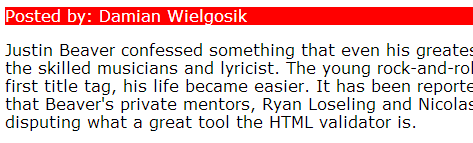 Posted by: Damian Wielgosik
Justin Beaver confessed something that even his greates
the skilled musicians and lyricist. The young rock-and-rol
first title tag, his life became easier. It has been reporte
that Beaver's private mentors, Ryan Loseling and Nicolas
disputing what a great tool the HTML validator is.